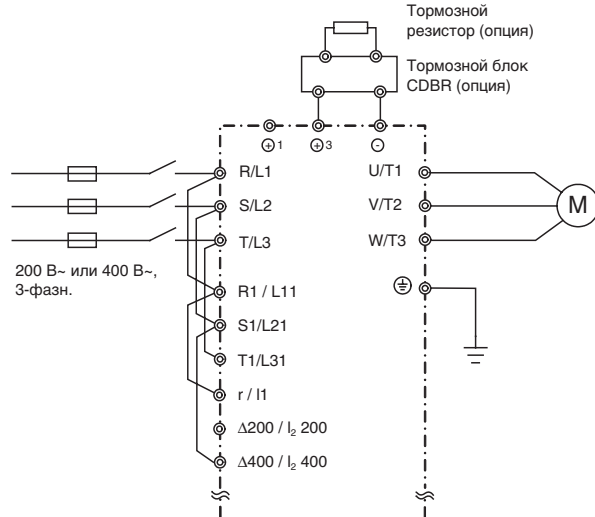 Тормозной
резистор (опция)
Тормозной блок
CDBR (опция)
⊕1
⊕3
⊖
R/L1
U/T1
S/L2
V/T2
M
T/L3
W/T3
200 В~ или 400 В~,
3-фазн.
R1 / L11
S1/L21
T1/L31
r / l1
Δ200 / l₂ 200
Δ400 / l₂ 400